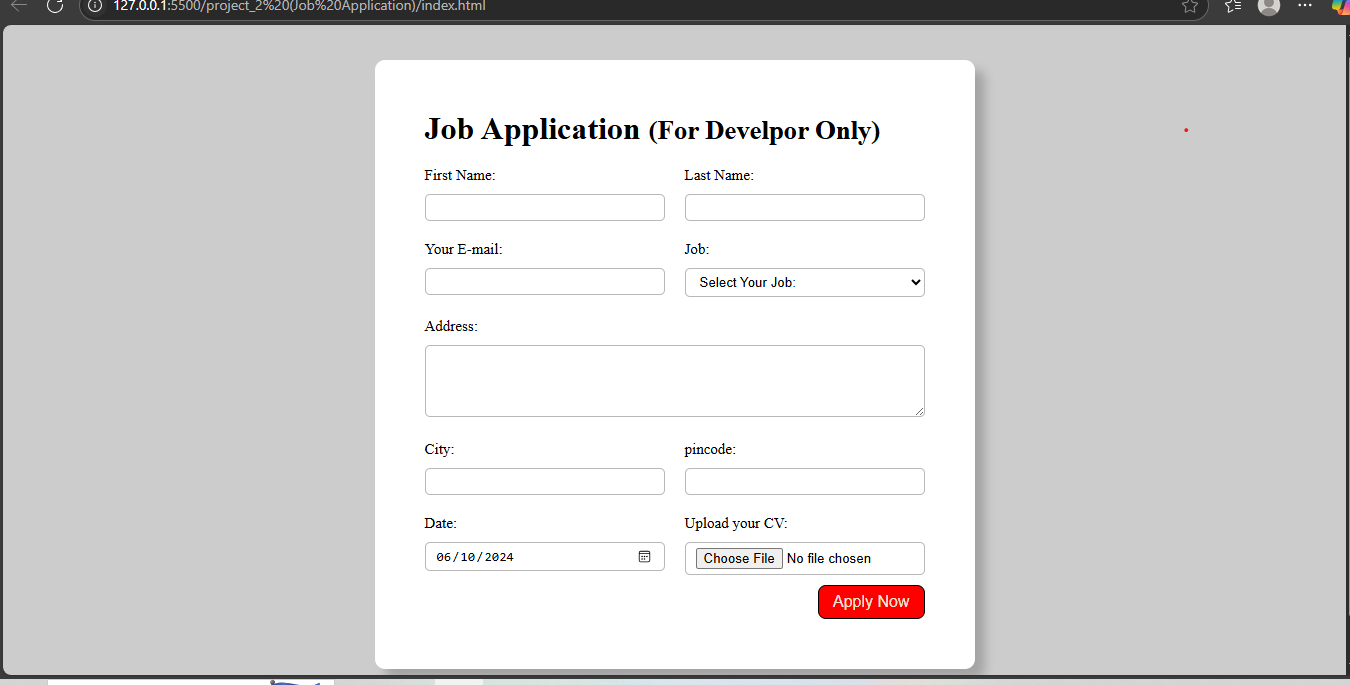 127.0.0.1:5500/project_2%20(Job%20Application)/index.html
Job Application (For Develpor Only)
First Name: Last Name:
Your E-mail: Job:
Select Your Job:
Address:
City: pincode:
Date: Upload your CV:
06/10/2024 Choose File No file chosen
Apply Now